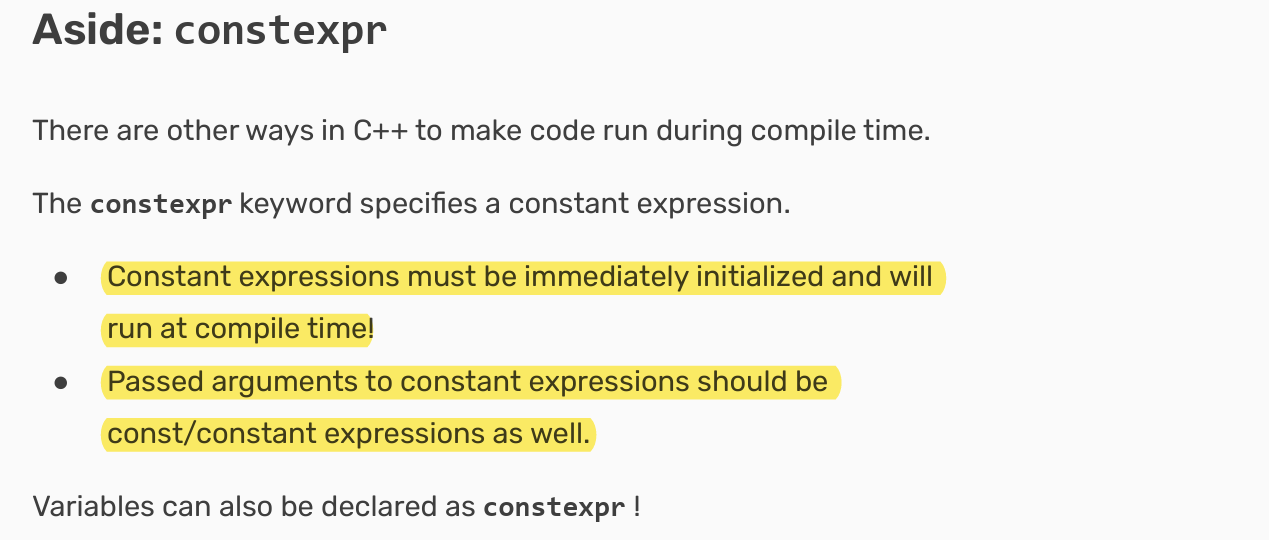 Aside: constexpr
There are other ways in C++ to make code run during compile time.
The constexpr keyword specifies a constant expression.
● Constant expressions must be immediately initialized and will
run at compile time!
● Passed arguments to constant expressions should be
const/constant expressions as well.
Variables can also be declared as constexpr !